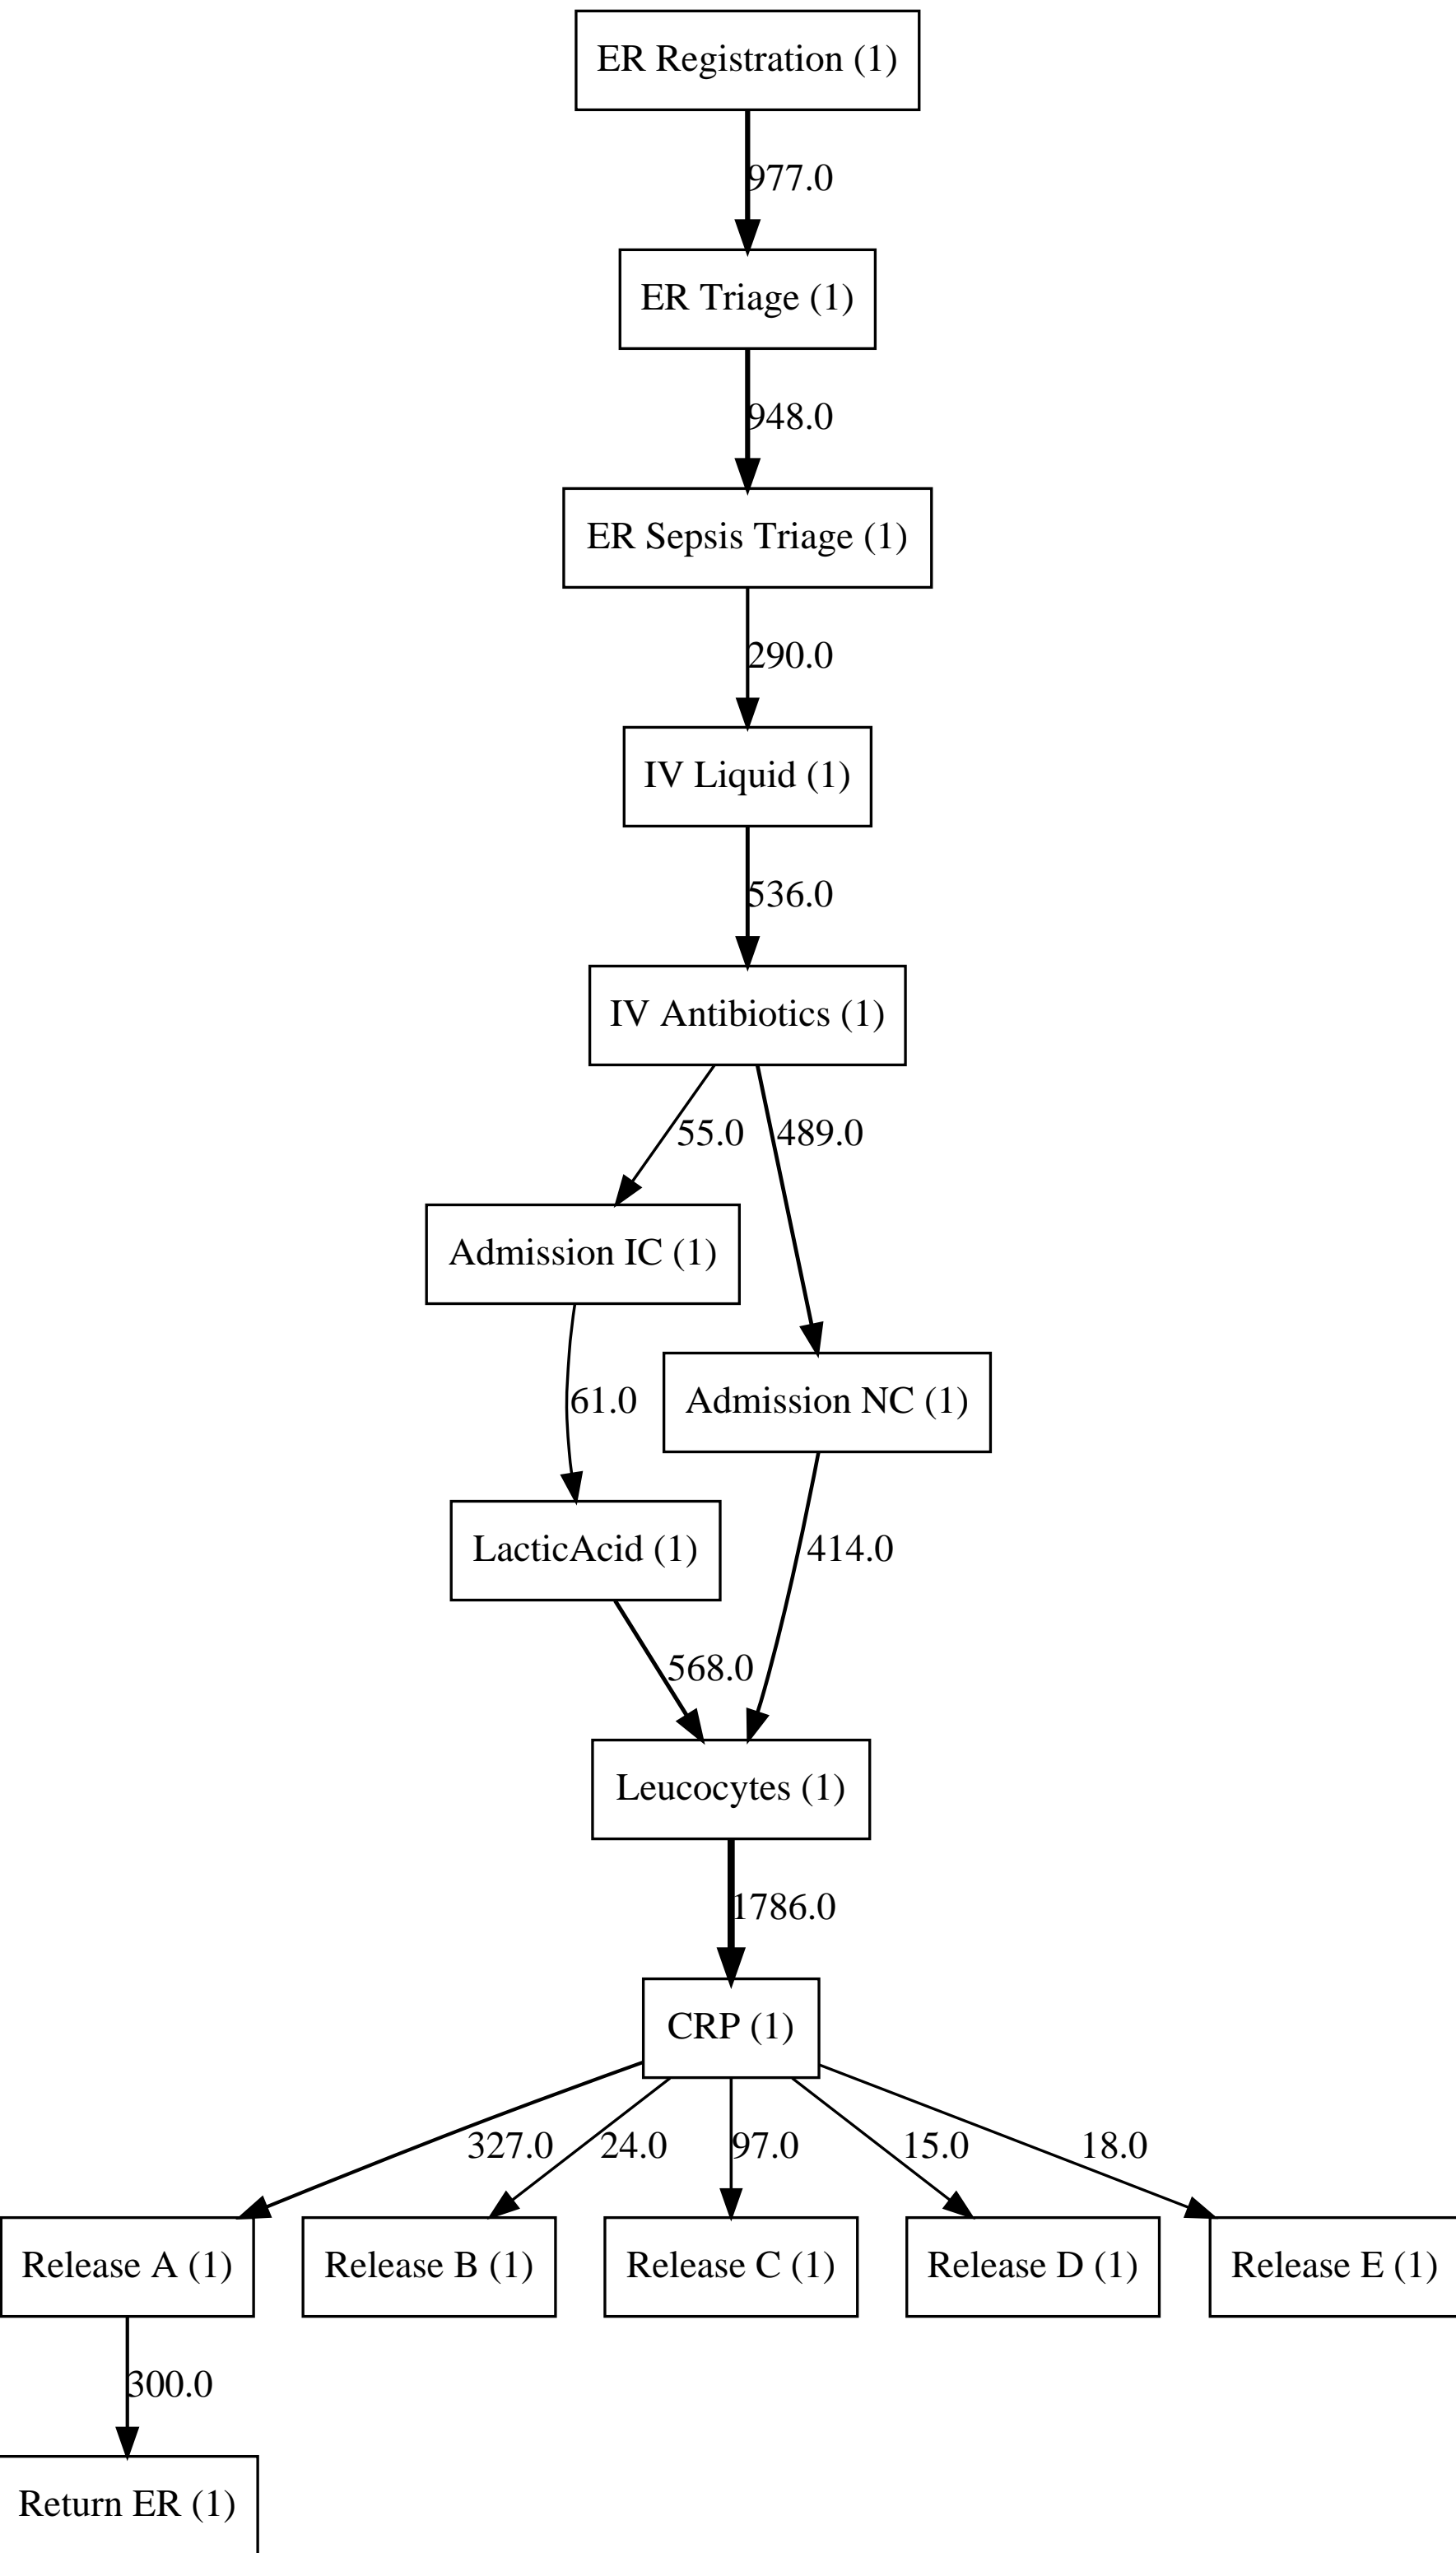 ER Registration (1)
977.0
ER Triage (1)
948.0
ER Sepsis Triage (1)
290.0
IV Liquid (1)
536.0
IV Antibiotics (1)
55.0
489.0
Admission IC (1)
61.0
Admission NC (1)
LacticAcid (1)
414.0
568.0
Leucocytes (1)
1786.0
CRP (1)
327.0
24.0
97.0
15.0
18.0
Release A (1)
Release B (1)
Release C (1)
Release D (1)
Release E (1)
300.0
Return ER (1)